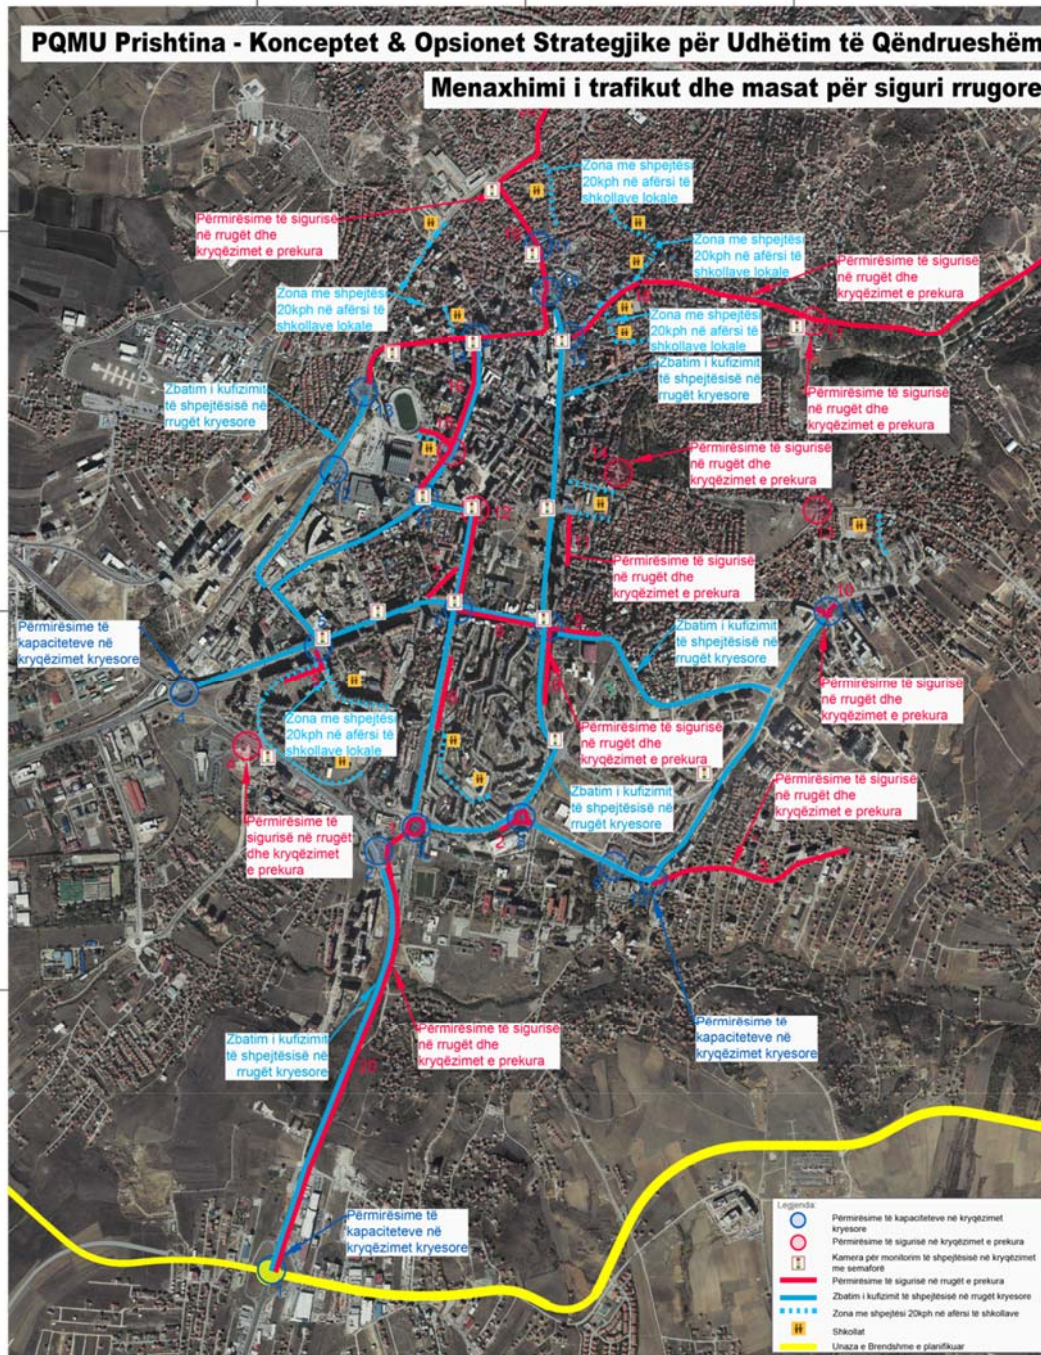 PQMU Prishtina - Konceptet & Opsionet Strategjike për Udhëtim të Qëndrueshëm
Menaxhimi i trafikut dhe masat për siguri rrugore
Zona me shpejtësi
20kph në afërsi të
shkollave lokale
Përmirësime të sigurisë
në rrugët dhe
kryqëzimet e prekura
Zona me shpejtësi
20kph në afërsi të
shkollave lokale
Përmirësime të sigurisë
në rrugët dhe
kryqëzimet e prekura
Zona me shpejtësi
20kph në afërsi të
shkollave lokale
Zona me shpejtësi
20kph në afërsi të
shkollave lokale
Zbatim i kufizimit
të shpejtësisë në
rrugët kryesore
Zbatim i kufizimit
të shpejtësisë në
rrugët kryesore
Përmirësime të sigurisë
në rrugët dhe
kryqëzimet e prekura
13
14
Përmirësime të sigurisë
në rrugët dhe
kryqëzimet e prekura
12
Përmirësime të sigurisë
në rrugët dhe
kryqëzimet e prekura
10
Përmirësime të
kapaciteteve në
kryqëzimet kryesore
4
Zbatim i kufizimit
të shpejtësisë në
rrugët kryesore
Përmirësime të sigurisë
në rrugët dhe
kryqëzimet e prekura
Zona me shpejtësi
20kph në afërsi të
shkollave lokale
Përmirësime të sigurisë
në rrugët dhe
kryqëzimet e prekura
Përmirësime të sigurisë
në rrugët dhe
kryqëzimet e prekura
Zbatim i kufizimit
të shpejtësisë në
rrugët kryesore
Përmirësime të
sigurisë në rrugët
dhe kryqëzimet
e prekura
2
2
Përmirësime të
kapaciteteve në
kryqëzimet kryesore
Përmirësime të sigurisë
në rrugët dhe
kryqëzimet e prekura
Zbatim i kufizimit
të shpejtësisë në
rrugët kryesore
20
Përmirësime të
kapaciteteve në
kryqëzimet kryesore
Legjenda:
Përmirësime të kapaciteteve në kryqëzimet
kryesore
Përmirësime të sigurisë në kryqëzimet e prekura
Kamera për monitorim të shpejtësisë në kryqëzimet
me semaforë
Përmirësime të sigurisë në rrugët e prekura
Zbatim i kufizimit të shpejtësisë në rrugët kryesore
Zona me shpejtësi 20kph në afërsi të shkollave
Shkollat
Unaza e Brendshme e planifikuar